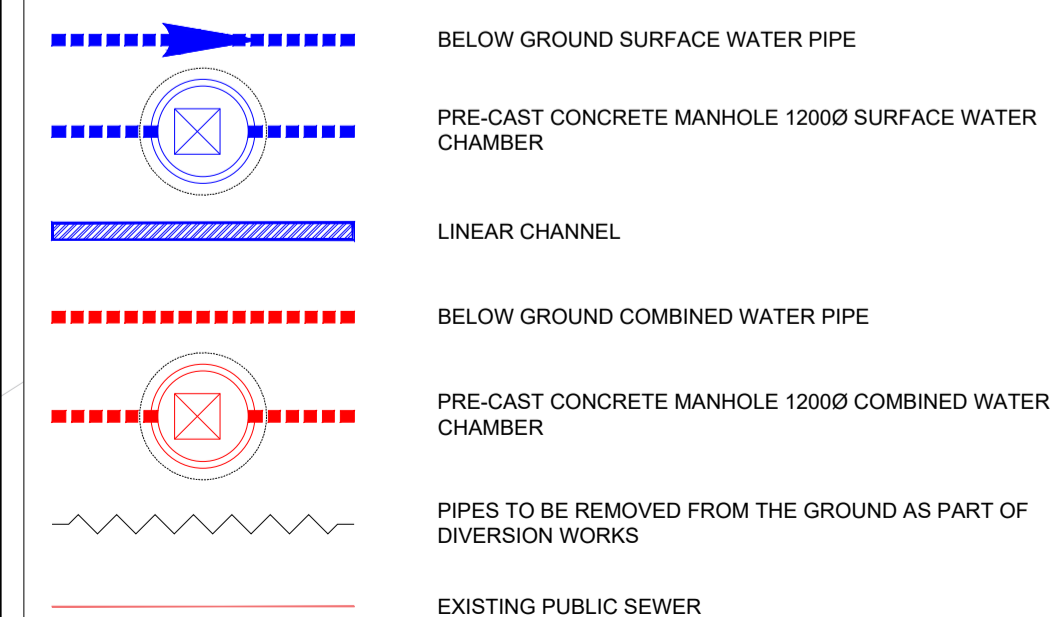 BELOW GROUND SURFACE WATER PIPE
PRE-CAST CONCRETE MANHOLE 1200Ø SURFACE WATER
CHAMBER
LINEAR CHANNEL
BELOW GROUND COMBINED WATER PIPE
PRE-CAST CONCRETE MANHOLE 1200Ø COMBINED WATER
CHAMBER
PIPES TO BE REMOVED FROM THE GROUND AS PART OF
DIVERSION WORKS
EXISTING PUBLIC SEWER